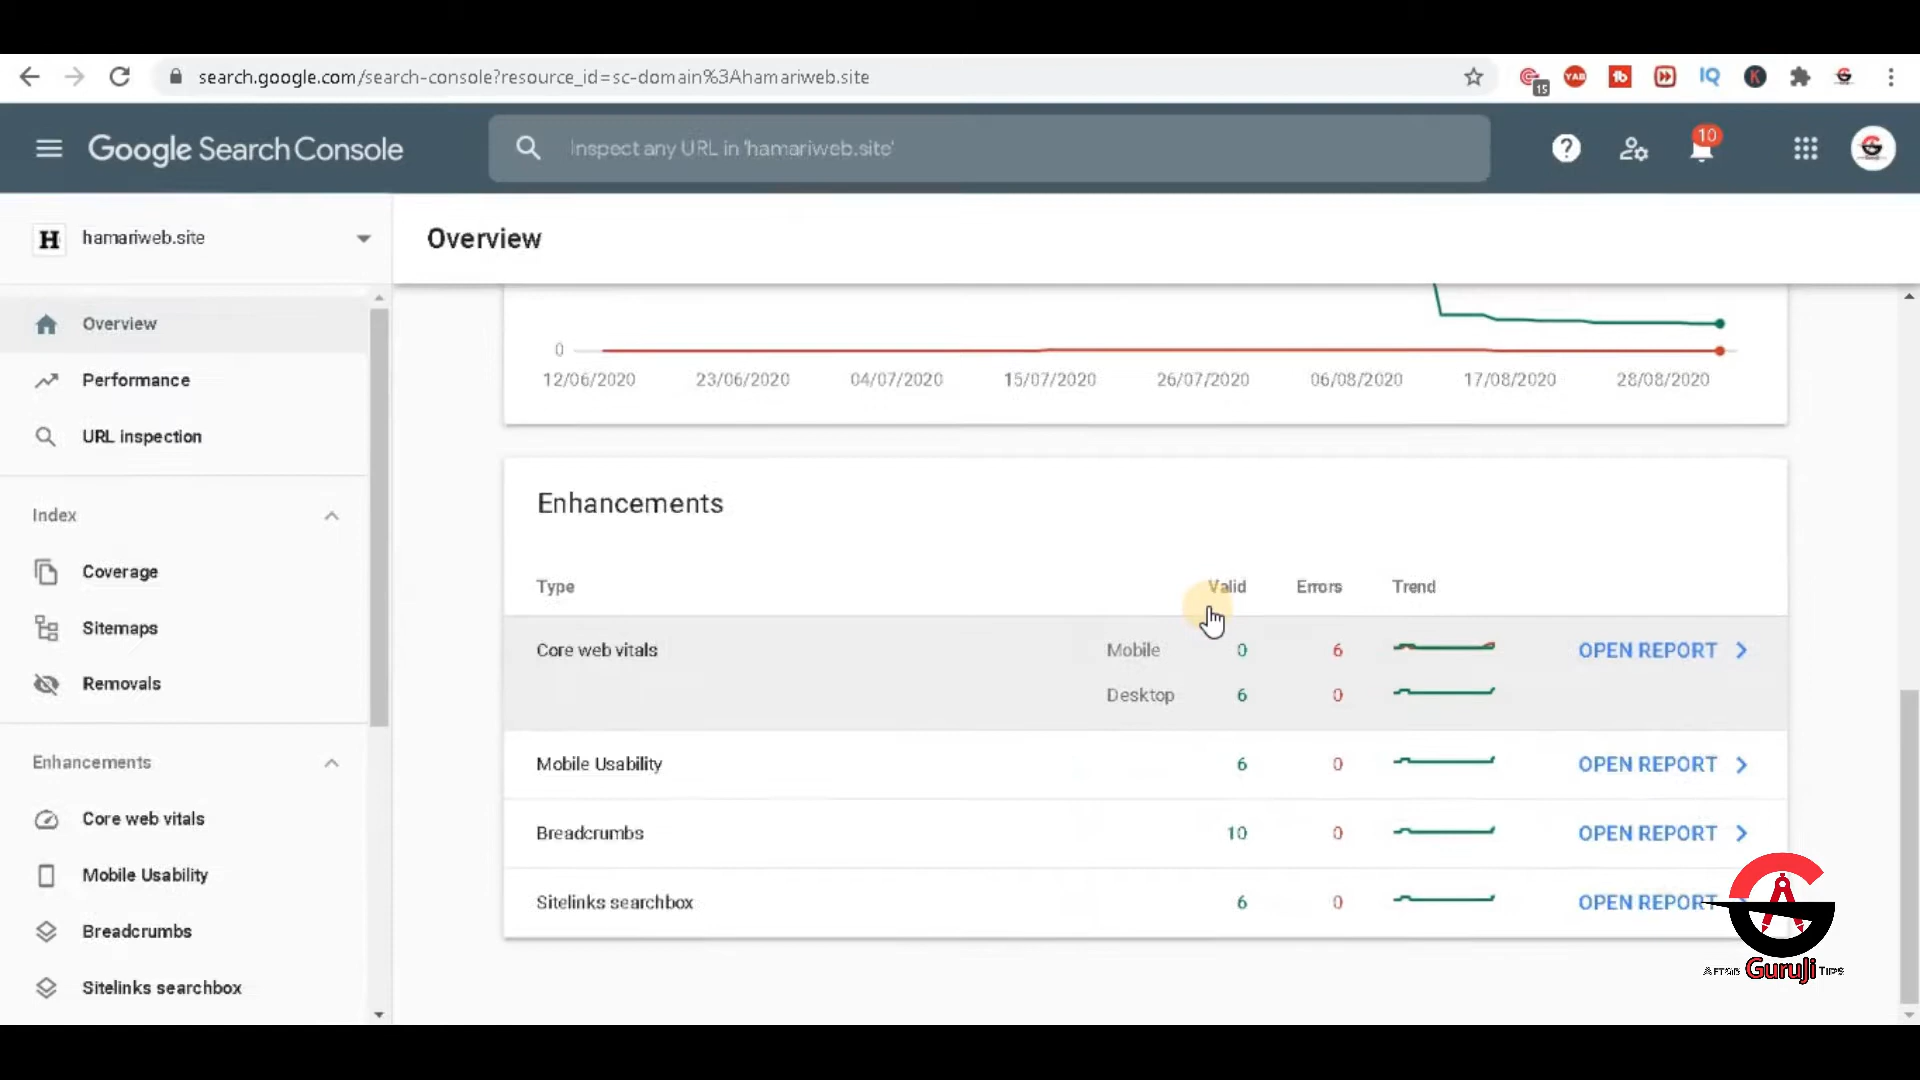 search.google.com/search-console?resource_id=sc-domain%3Ahamariweb.site
15
YAB
tb
IQ
K
Google Search Console
Inspect any URL in 'hamariweb.site'
?
10
H
hamariweb.site
Overview
Overview
Performance
URL inspection
Index
Coverage
Sitemaps
Removals
Enhancements
Core web vitals
Mobile Usability
Breadcrumbs
Sitelinks searchbox
0
12/06/2020 23/06/2020 04/07/2020 15/07/2020 26/07/2020 06/08/2020 17/08/2020 28/08/2020
Enhancements
Type Valid Errors Trend
Core web vitals Mobile 0 6 OPEN REPORT
Desktop 6 0
Mobile Usability 6 0 OPEN REPORT
Breadcrumbs 10 0 OPEN REPORT
Sitelinks searchbox 6 0 OPEN REPORT
GuruJi Tips